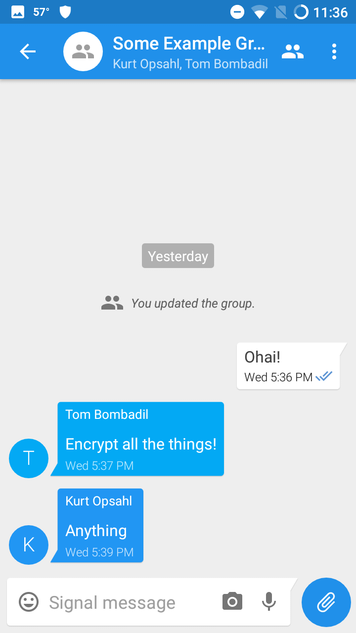 57° 11:36
Some Example Gr...
Kurt Opsahl, Tom Bombadil
Yesterday
You updated the group.
Ohai!
Wed 5:36 PM
Tom Bombadil
T
Encrypt all the things!
Wed 5:37 PM
Kurt Opsahl
K
Anything
Wed 5:39 PM
Signal message